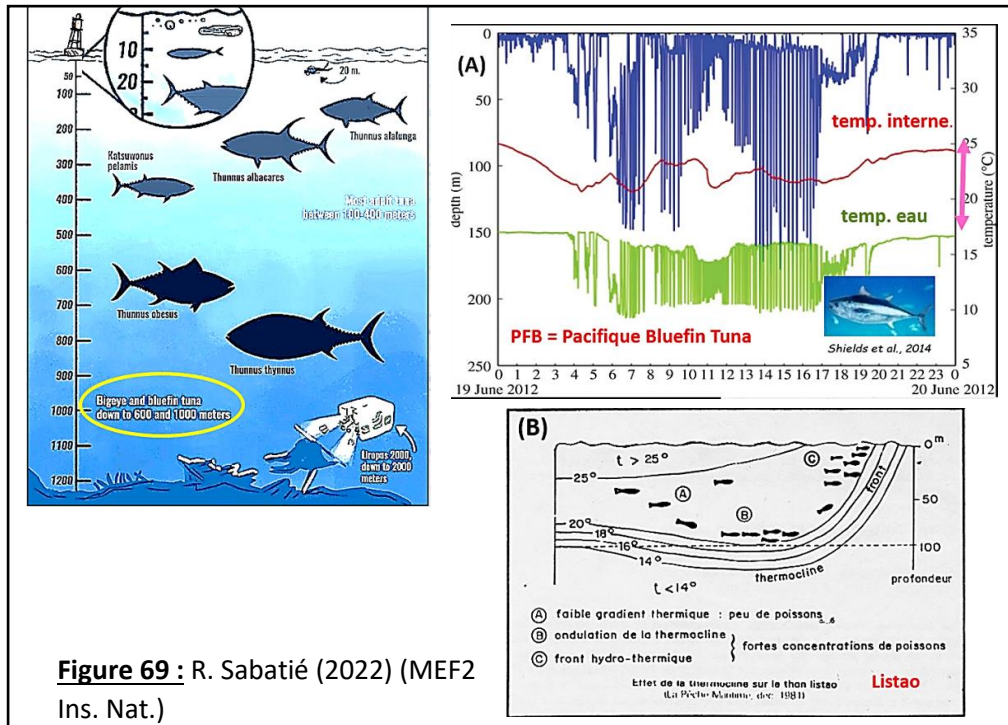 10
20
50
100
200
250
300
400
500
600
700
800
900
1000
1100
1200
20 m.
Thunnus alalunga
Thunnus albacares
Katsuwonus
pelamis
between 100-400 meters
Thunnus obesus
Thunnus thynnus
Bigeye and bluefin tuna
down to 600 and 1000 meters
down to 2000
meters
(A)
0
50
100
150
200
250
depth (m)
35
30
25
20
15
10
5
temperature (°C)
temp. interne
temp. eau
PFB = Pacifique Bluefin Tuna
Shields et al., 2014
0 1 2 3 4 5 6 7 8 9 10 11 12 13 14 15 16 17 18 19 20 21 22 23 0
19 June 2012
20 June 2012
(B)
t > 25°
25°
20°
18°
16°
14°
t < 14°
A
B
C
front
thermocline
0 m
50
100
profondeur
A faible gradient thermique : peu de poissons
B ondulation de la thermocline
C front hydro-thermique
} fortes concentrations de poissons
Effet de la thermocline sur le thon listao
(La Pêche Maritime, dec. 1981)
Listao
Figure 69 : R. Sabatié (2022) (MEF2
Ins. Nat.)